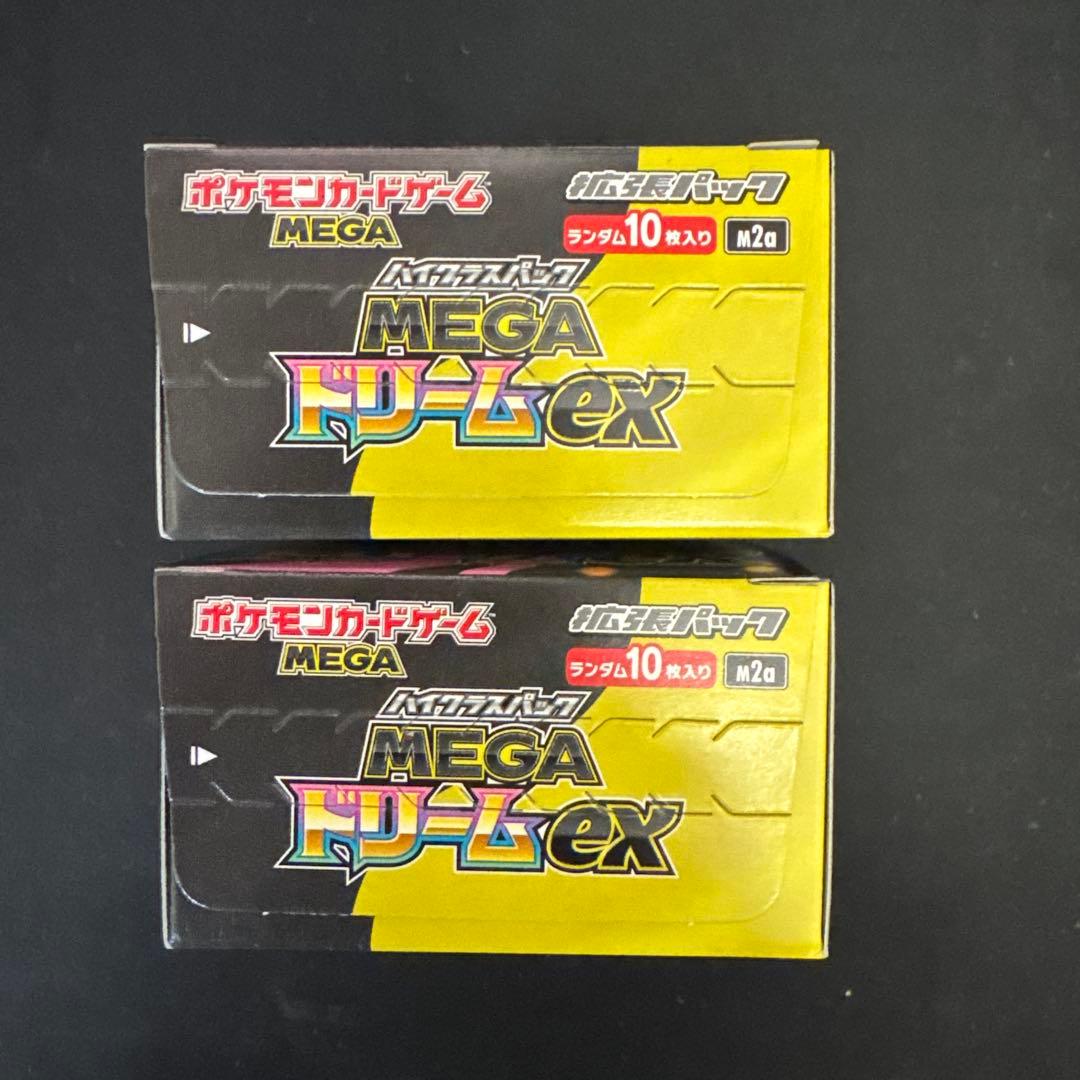 ポケモンカードゲーム
MEGA
拡張パック
ランダム10枚入り M2a
ハイクラスパック
MEGA
ドリームex
ポケモンカードゲーム
MEGA
拡張パック
ランダム10枚入り M2a
ハイクラスパック
MEGA
ドリームex